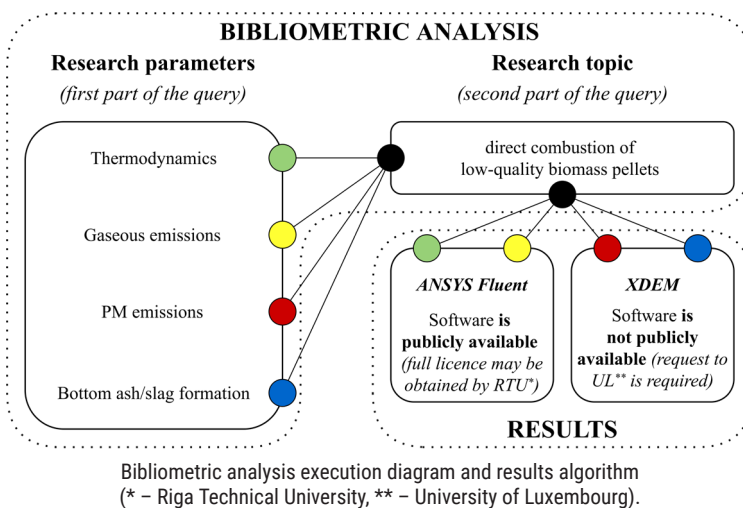 BIBLIOMETRIC ANALYSIS
Research parameters
(first part of the query)
Thermodynamics
Gaseous emissions
PM emissions
Bottom ash/slag formation
Research topic
(second part of the query)
direct combustion of
low-quality biomass pellets
ANSYS Fluent
Software is
publicly available
(full licence may be
obtained by RTU*)
XDEM
Software is
not publicly
available (request to
UL** is required)
RESULTS
Bibliometric analysis execution diagram and results algorithm
(* – Riga Technical University, ** – University of Luxembourg).